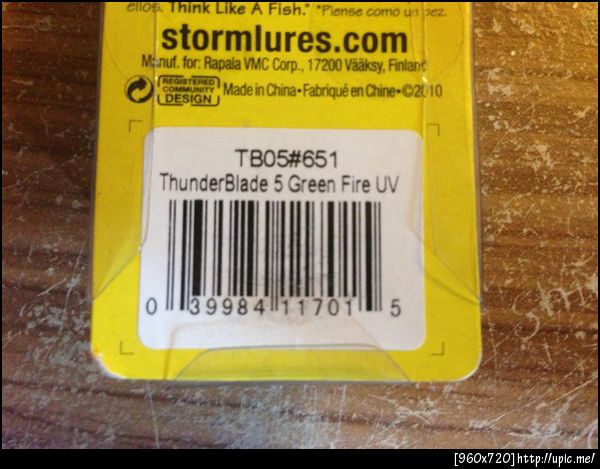 ellos. Think Like A Fish.™ "Piense como un pez.
stormlures.com
Manuf. for: Rapala VMC Corp., 17200 Vääksy, Finland
REGISTERED
COMMUNITY
DESIGN
Made in China•Fabriqué en Chine•©2010
TB05#651
ThunderBlade 5 Green Fire UV
0 39984 11701 5
[960x720]http://upic.me/